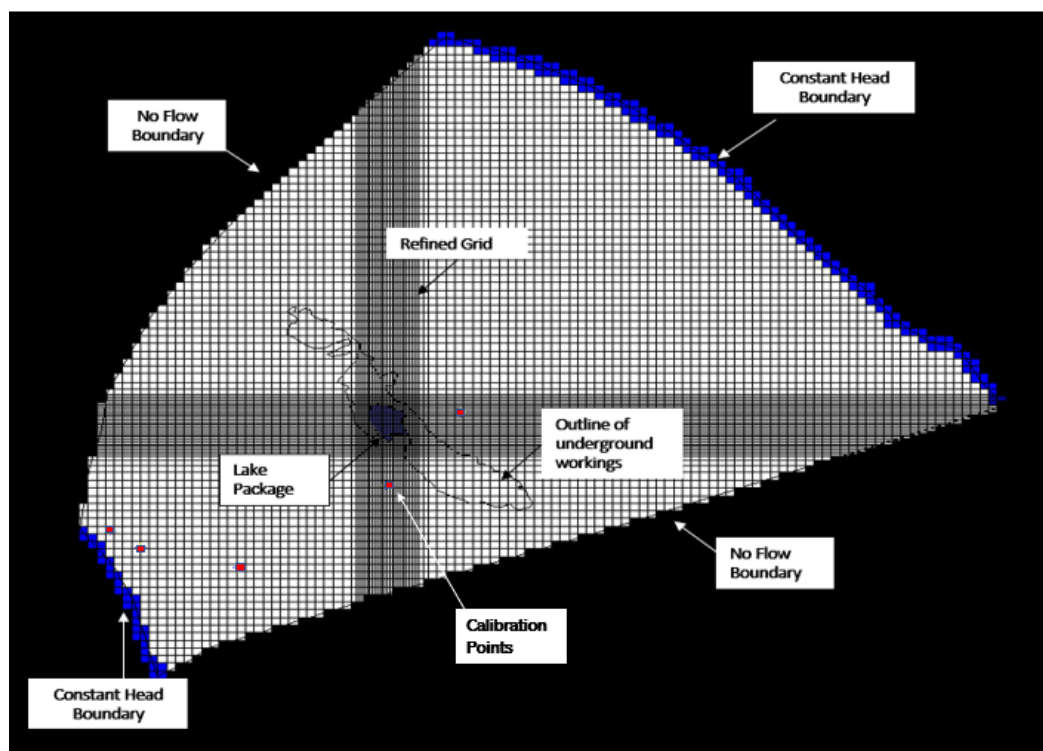 Constant Head
Boundary
No Flow
Boundary
Refined Grid
Outline of
underground
workings
Lake
Package
No Flow
Boundary
Calibration
Points
Constant Head
Boundary